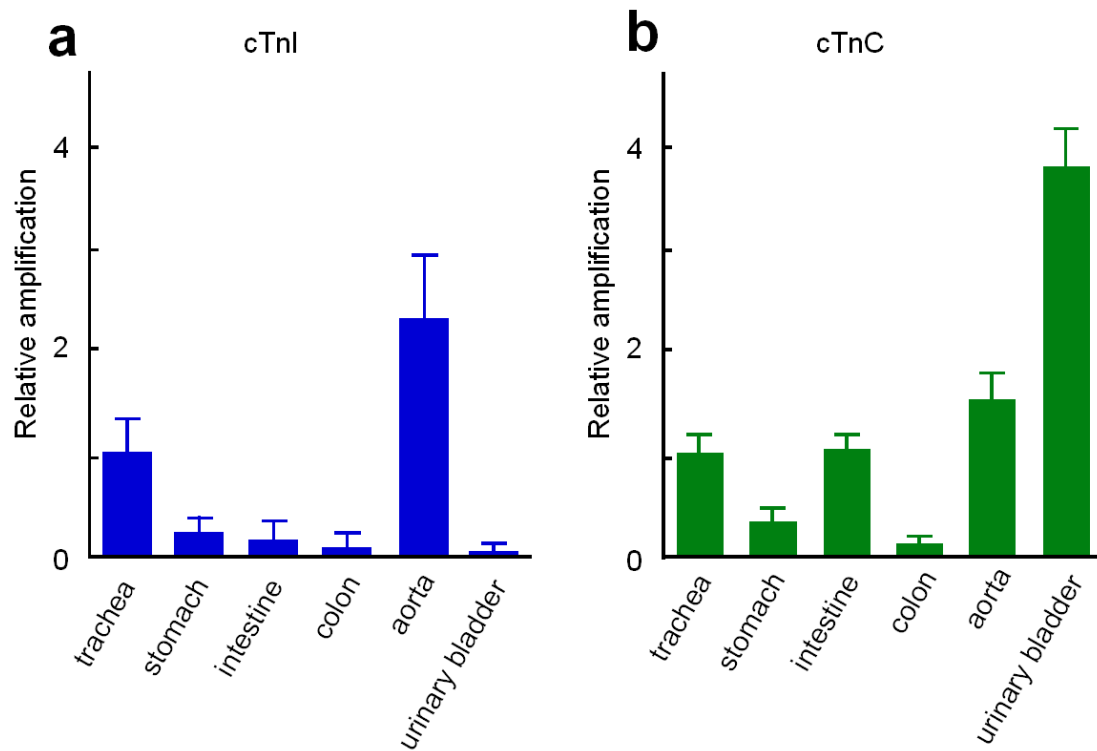 a
cTnI
Relative amplification
4
2
0
trachea
stomach
intestine
colon
aorta
urinary bladder
b
cTnC
Relative amplification
4
2
0
trachea
stomach
intestine
colon
aorta
urinary bladder